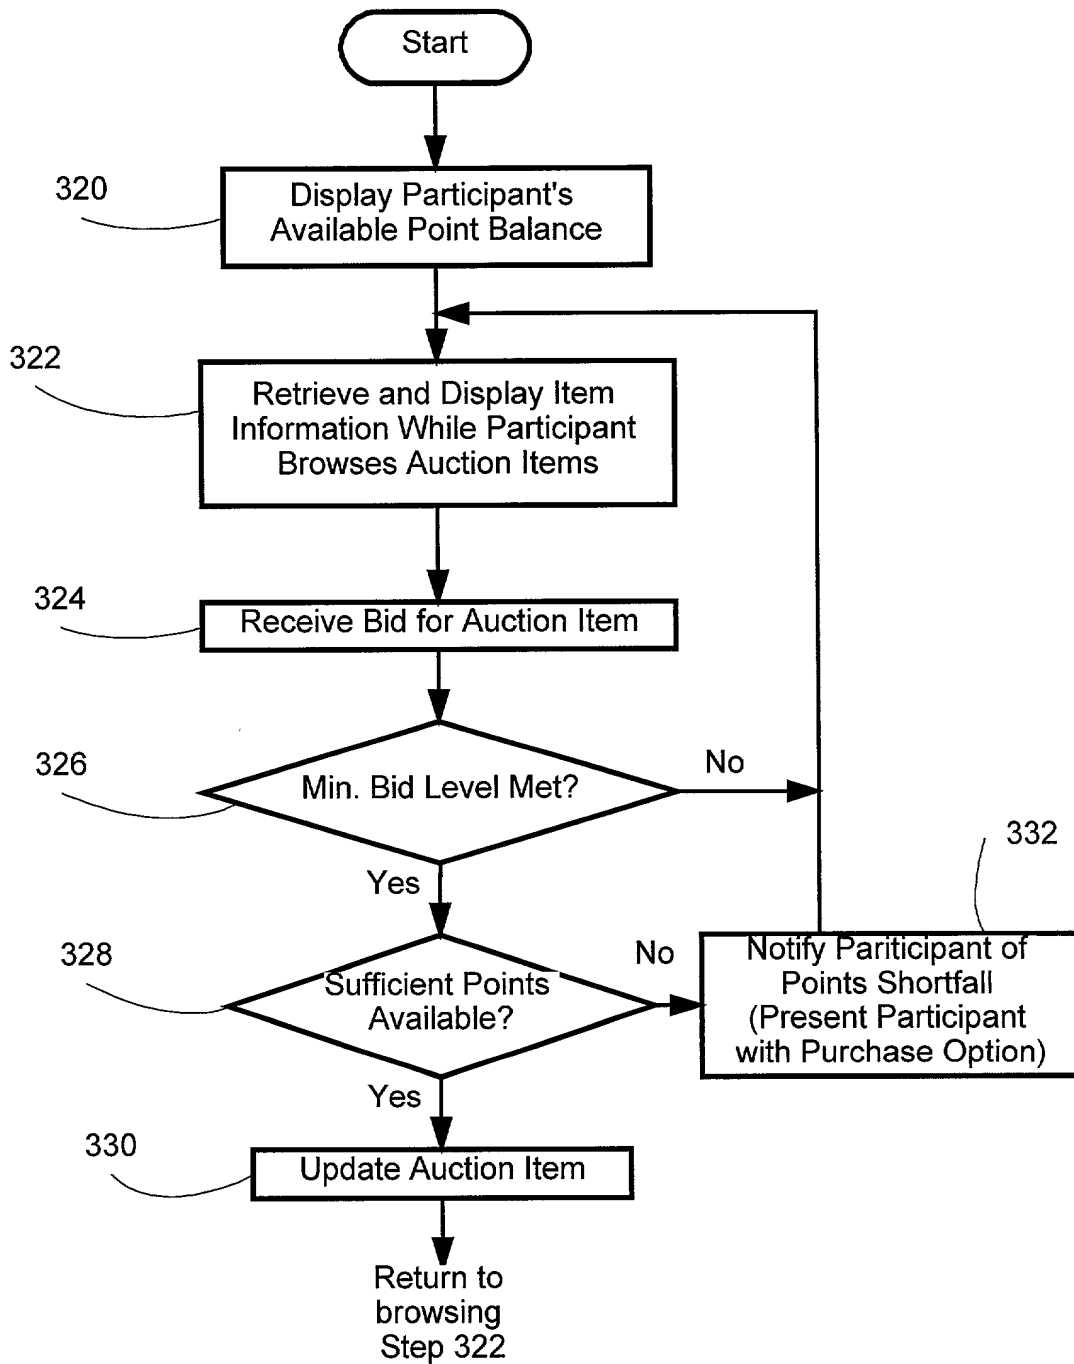 Start
320
Display Participant's
Available Point Balance
322
Retrieve and Display Item
Information While Participant
Browses Auction Items
324
Receive Bid for Auction Item
326
Min. Bid Level Met?
No
Yes
332
328
Sufficient Points
Available?
No
Notify Pariticipant of
Points Shortfall
(Present Participant
with Purchase Option)
Yes
330
Update Auction Item
Return to
browsing
Step 322